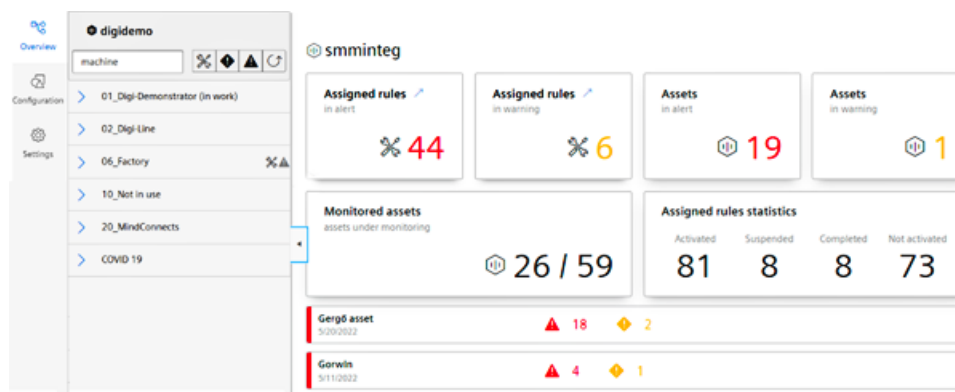 Overview
Configuration
Settings
digidemo
machine
01_Digi-Demonstrator (in work)
02_Digi-Line
06_Factory
10_Not in use
20_MindConnects
COVID 19
smminteg
Assigned rules
in alert
44
Assigned rules
in warning
6
Assets
in alert
19
Assets
in warning
1
Monitored assets
assets under monitoring
26 / 59
Assigned rules statistics
Activated Suspended Completed Not activated
81 8 8 73
Gergő asset
5/20/2022
18 2
Gorwin
5/11/2022
4 1